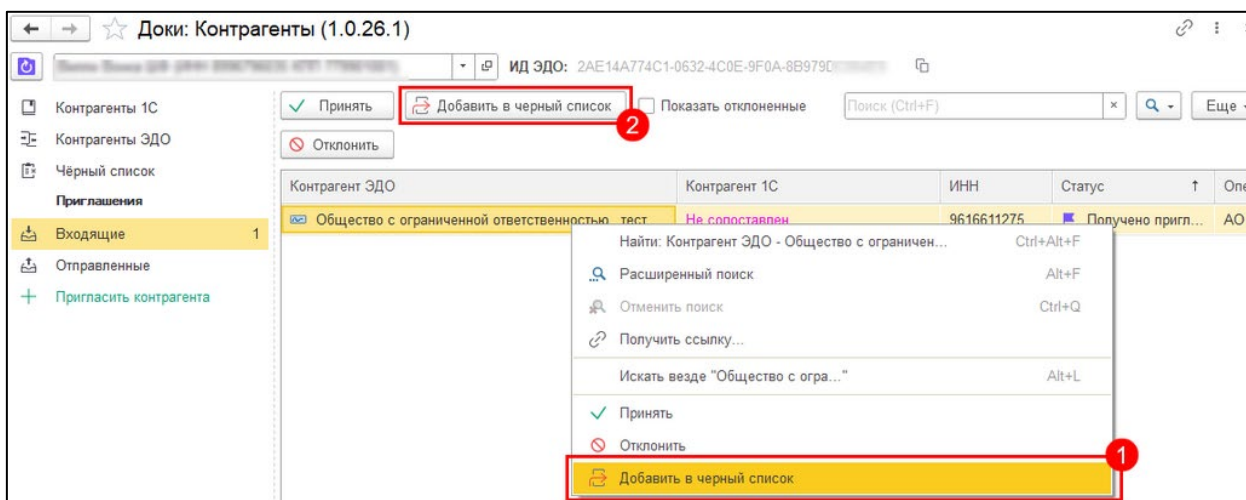 Доки: Контрагенты (1.0.26.1)
ИД ЭДО: 2AE14A774C1-0632-4C0E-9F0A-8B979D
Контрагенты 1С
Контрагенты ЭДО
Чёрный список
Приглашения
Входящие 1
Отправленные
Пригласить контрагента
Принять Добавить в черный список Показать отклоненные Поиск (Ctrl+F) × Еще
2
Отклонить
Контрагент ЭДО Контрагент 1С ИНН Статус ↑ Опе
Общество с ограниченной ответственностью тест Не сопоставлен 9616611275 Получено пригл... АО
Найти: Контрагент ЭДО - Общество с ограничен... Ctrl+Alt+F
Расширенный поиск Alt+F
Отменить поиск Ctrl+Q
Получить ссылку...
Искать везде "Общество с огра..." Alt+L
Принять
Отклонить
1
Добавить в черный список